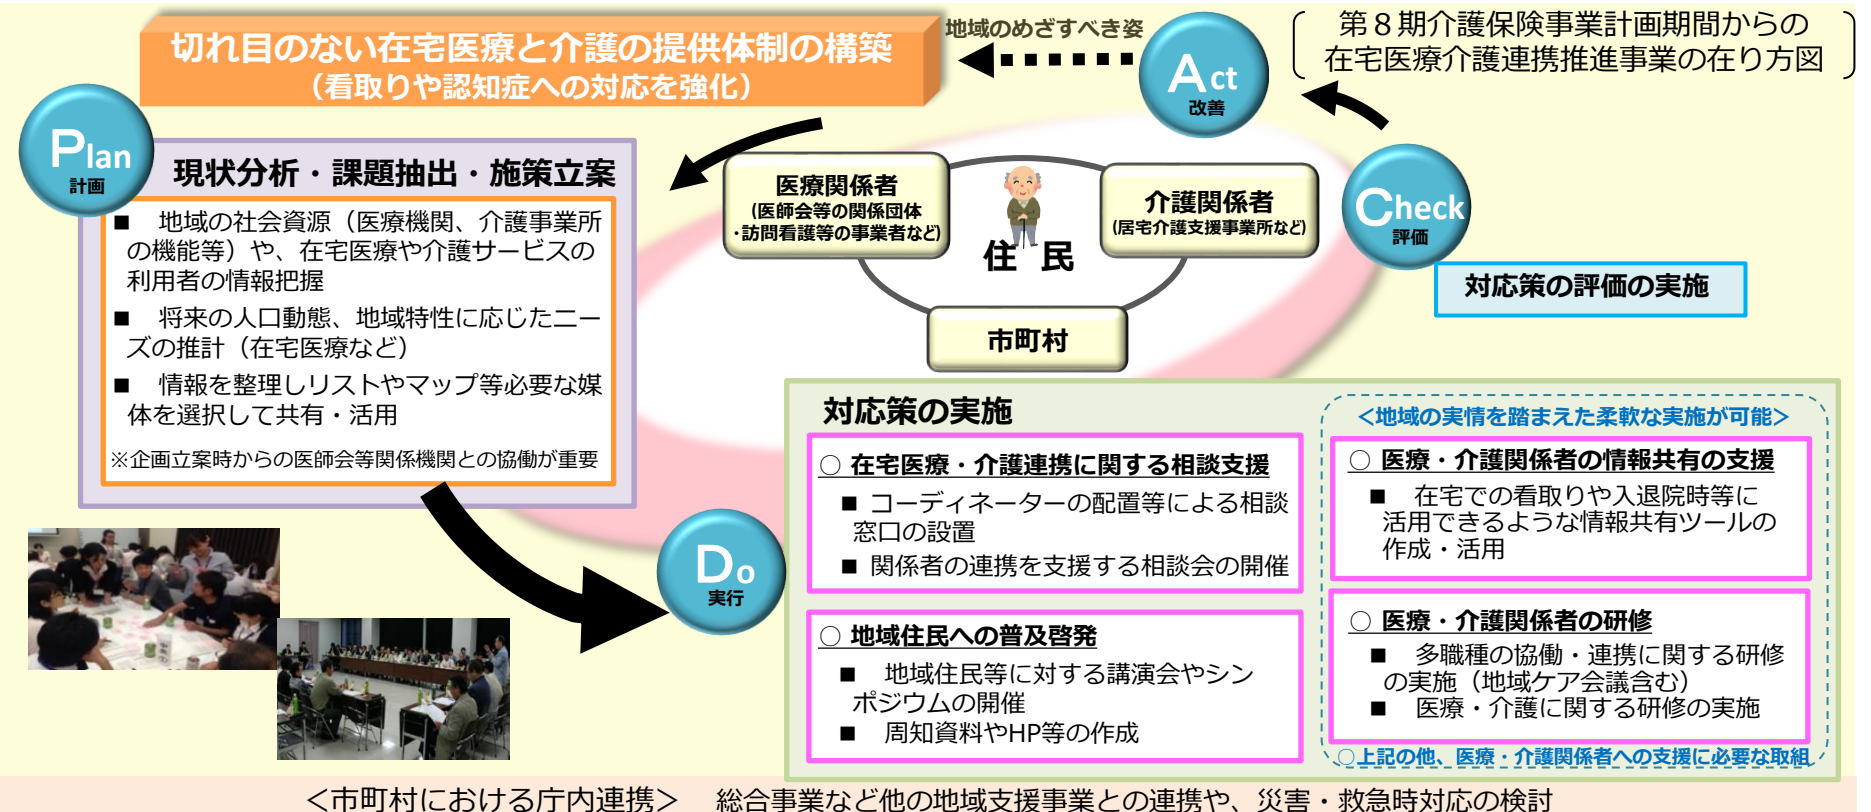 切れ目のない在宅医療と介護の提供体制の構築
（看取りや認知症への対応を強化）
地域のめざすべき姿
Act
改善
第８期介護保険事業計画期間からの
在宅医療介護連携推進事業の在り方図
Plan
計画
現状分析・課題抽出・施策立案
■　地域の社会資源（医療機関、介護事業所
の機能等）や、在宅医療や介護サービスの
利用者の情報把握
■　将来の人口動態、地域特性に応じたニー
ズの推計（在宅医療など）
■　情報を整理しリストやマップ等必要な媒
体を選択して共有・活用
※企画立案時からの医師会等関係機関との協働が重要
医療関係者
(医師会等の関係団体
・訪問看護等の事業者など)
介護関係者
(居宅介護支援事業所など)
住 民
市町村
Check
評価
対応策の評価の実施
Do
実行
対応策の実施
○ 在宅医療・介護連携に関する相談支援
■ コーディネーターの配置等による相談
窓口の設置
■ 関係者の連携を支援する相談会の開催
○ 地域住民への普及啓発
■　地域住民等に対する講演会やシン
ポジウムの開催
■　周知資料やHP等の作成
＜地域の実情を踏まえた柔軟な実施が可能＞
○ 医療・介護関係者の情報共有の支援
■　在宅での看取りや入退院時等に
活用できるような情報共有ツールの
作成・活用
○ 医療・介護関係者の研修
■　多職種の協働・連携に関する研修
の実施（地域ケア会議含む）
■　医療・介護に関する研修の実施
○上記の他、医療・介護関係者への支援に必要な取組
＜市町村における庁内連携＞　総合事業など他の地域支援事業との連携や、災害・救急時対応の検討